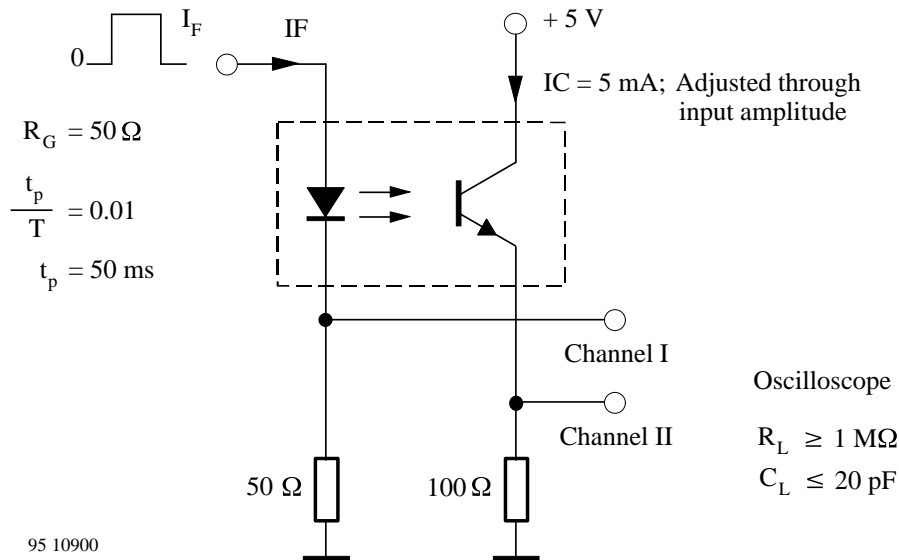 I_F
IF
+ 5 V
0
IC = 5 mA; Adjusted through
input amplitude
R_G = 50 Ω
t_p
T
= 0.01
t_p = 50 ms
Channel I
Oscilloscope
Channel II
R_L ≥ 1 MΩ
C_L ≤ 20 pF
50 Ω
100 Ω
95 10900